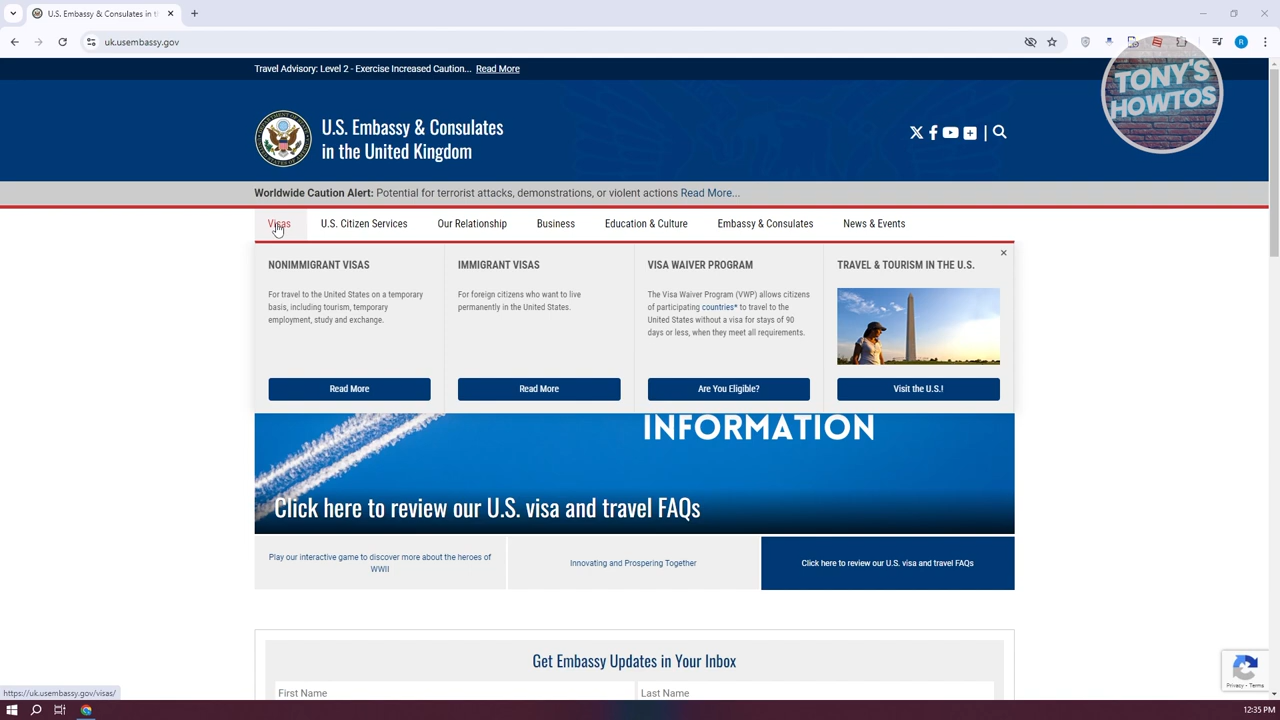 U.S. Embassy & Consulates in th
uk.usembassy.gov
R
TONY'S
HOWTOS
Travel Advisory: Level 2 - Exercise Increased Caution... Read More
U.S. Embassy & Consulates
in the United Kingdom
Worldwide Caution Alert: Potential for terrorist attacks, demonstrations, or violent actions Read More...
Visas U.S. Citizen Services Our Relationship Business Education & Culture Embassy & Consulates News & Events
NONIMMIGRANT VISAS
For travel to the United States on a temporary
basis, including tourism, temporary
employment, study and exchange.
Read More
IMMIGRANT VISAS
For foreign citizens who want to live
permanently in the United States.
Read More
VISA WAIVER PROGRAM
The Visa Waiver Program (VWP) allows citizens
of participating countries* to travel to the
United States without a visa for stays of 90
days or less, when they meet all requirements.
Are You Eligible?
TRAVEL & TOURISM IN THE U.S.
Visit the U.S.!
INFORMATION
Click here to review our U.S. visa and travel FAQs
Play our interactive game to discover more about the heroes of
WWII
Innovating and Prospering Together
Click here to review our U.S. visa and travel FAQs
Get Embassy Updates in Your Inbox
First Name
Last Name
Privacy - Terms
https://uk.usembassy.gov/visas/
12:35 PM